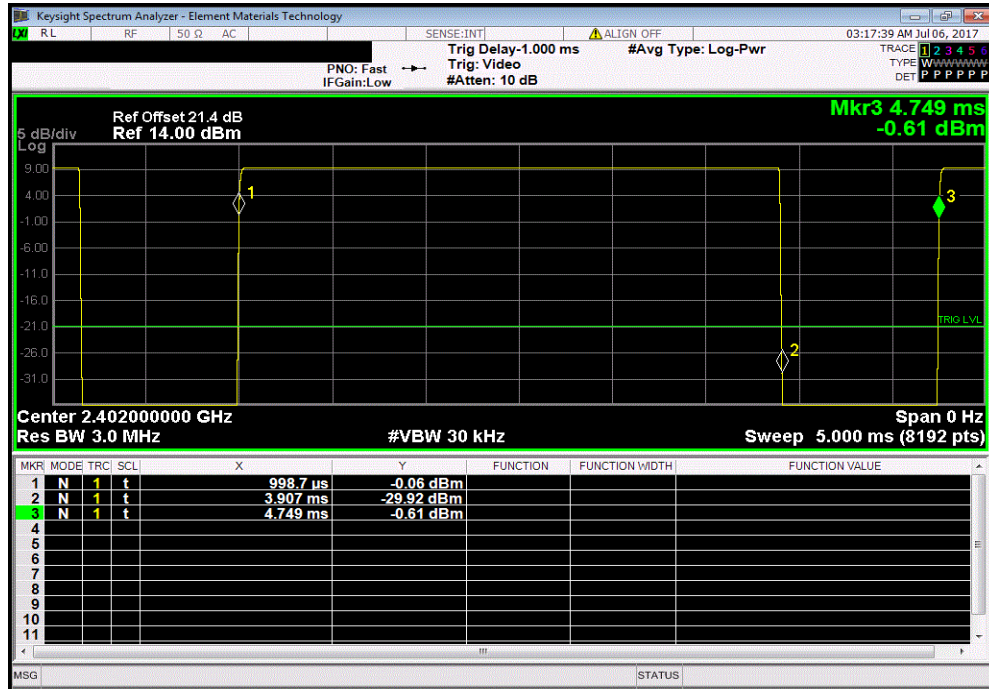 Keysight Spectrum Analyzer - Element Materials Technology
LXI RL RF 50 Ω AC SENSE:INT ALIGN OFF 03:17:39 AM Jul 06, 2017
Trig Delay-1.000 ms #Avg Type: Log-Pwr TRACE 1 2 3 4 5 6
PNO: Fast Trig: Video TYPE WWWWWW
IFGain:Low #Atten: 10 dB DET P P P P P P
Mkr3 4.749 ms
-0.61 dBm
Ref Offset 21.4 dB
5 dB/div Ref 14.00 dBm
Log
9.00
4.00
-1.00
-6.00
-11.0
-16.0
-21.0
-26.0
-31.0
1
3
TRIG LVL
2
Center 2.402000000 GHz Span 0 Hz
Res BW 3.0 MHz #VBW 30 kHz Sweep 5.000 ms (8192 pts)
MKR MODE TRC SCL X Y FUNCTION FUNCTION WIDTH FUNCTION VALUE
1 N 1 t 998.7 µs -0.06 dBm
2 N 1 t 3.907 ms -29.92 dBm
3 N 1 t 4.749 ms -0.61 dBm
4
5
6
7
8
9
10
11
MSG STATUS